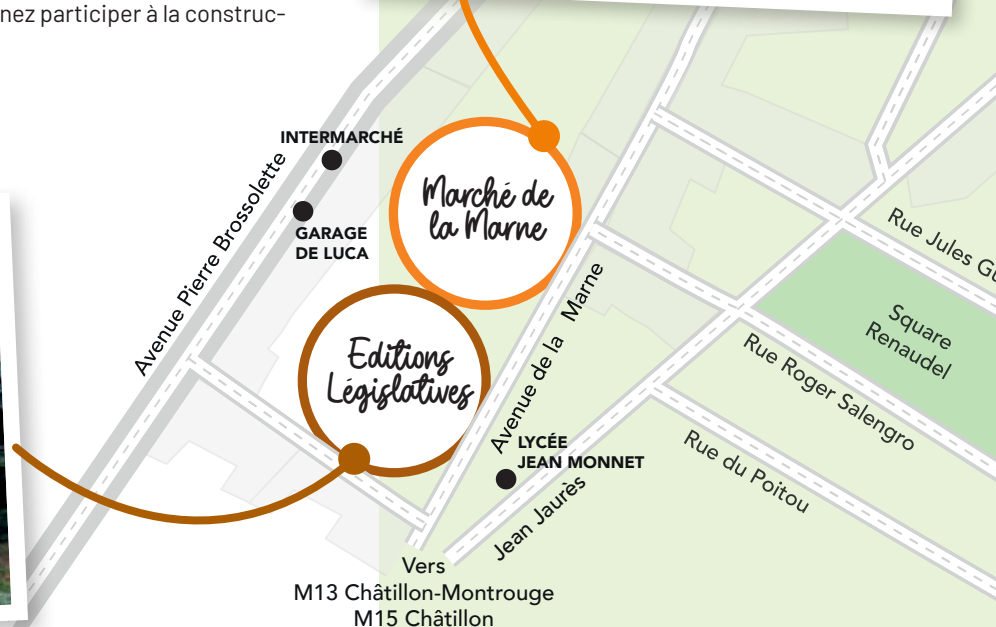 nez participer à la construc-
INTERMARCHÉ
Avenue Pierre Brossolette
GARAGE
DE LUCA
Marché de
la Marne
Rue Jules Gu
Square
Renaudel
Editions
Législatives
Avenue de la Marne
Rue Roger Salengro
LYCÉE
JEAN MONNET
Rue du Poitou
Jean Jaurès
Vers
M13 Châtillon-Montrouge
M15 Châtillon